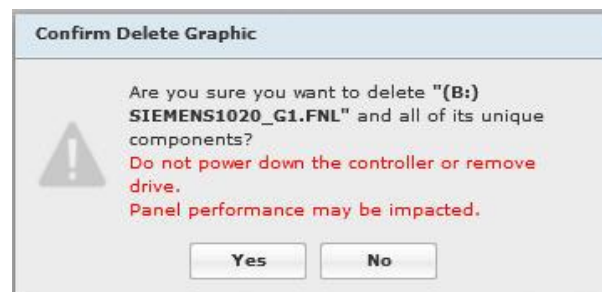 Confirm Delete Graphic
Are you sure you want to delete "(B:)
SIEMENS1020_G1.FNL" and all of its unique
components?
Do not power down the controller or remove
drive.
Panel performance may be impacted.
Yes
No